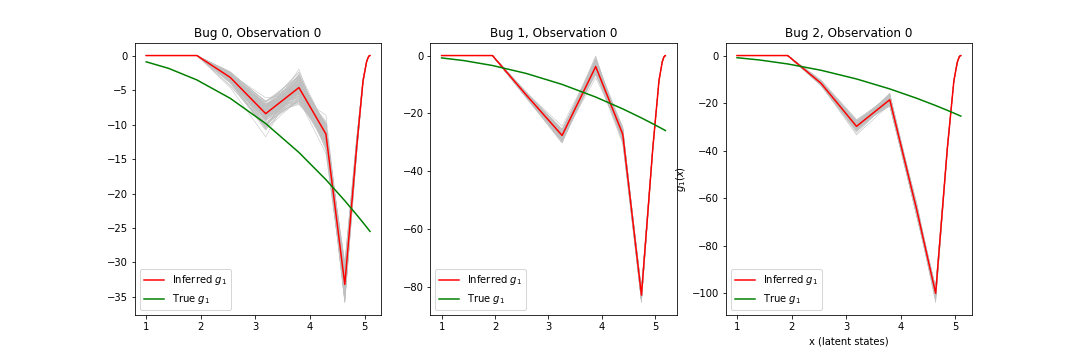 Bug 0, Observation 0
0
−5
−10
−15
−20
−25
−30
−35
1 2 3 4 5
Inferred g₁
True g₁
Bug 1, Observation 0
0
−20
−40
−60
−80
1 2 3 4 5
Inferred g₁
True g₁
Bug 2, Observation 0
g₁(x)
0
−20
−40
−60
−80
−100
1 2 3 4 5
x (latent states)
Inferred g₁
True g₁